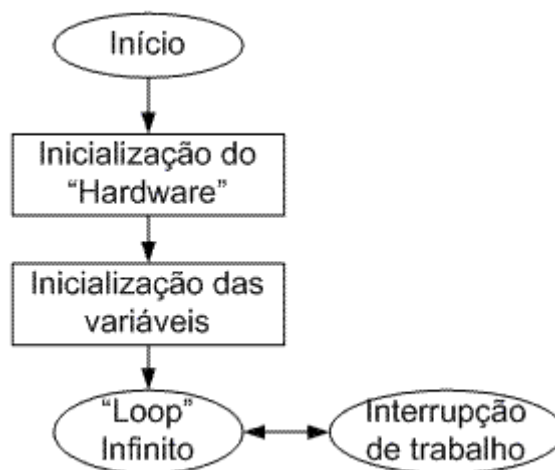 Início
Inicialização do
“Hardware”
Inicialização das
variáveis
“Loop”
Infinito
Interrupção
de trabalho